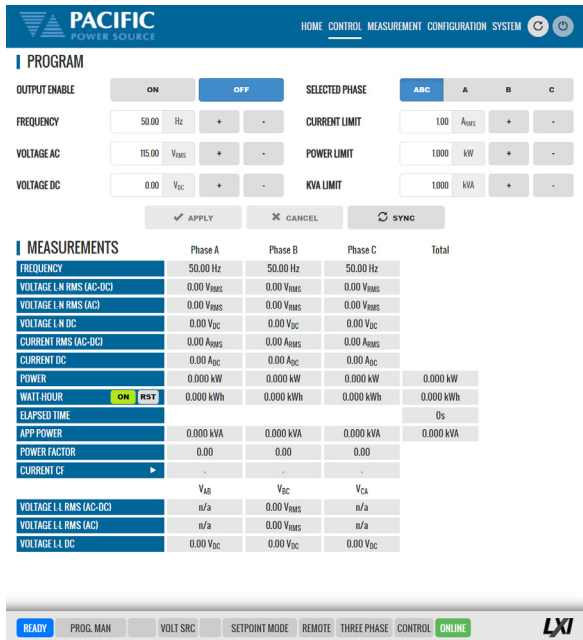 PACIFIC
POWER SOURCE
HOME CONTROL MEASUREMENT CONFIGURATION SYSTEM
PROGRAM
OUTPUT ENABLE ON OFF SELECTED PHASE ABC A B C
FREQUENCY 50.00 Hz + - CURRENT LIMIT 1.00 ARMS + -
VOLTAGE AC 115.00 VRMS + - POWER LIMIT 1.000 kW + -
VOLTAGE DC 0.00 VDC + - KVA LIMIT 1.000 kVA + -
APPLY CANCEL SYNC
MEASUREMENTS Phase A Phase B Phase C Total
FREQUENCY 50.00 Hz 50.00 Hz 50.00 Hz
VOLTAGE L-N RMS (AC-DC) 0.00 VRMS 0.00 VRMS 0.00 VRMS
VOLTAGE L-N RMS (AC) 0.00 VRMS 0.00 VRMS 0.00 VRMS
VOLTAGE L-N DC 0.00 VDC 0.00 VDC 0.00 VDC
CURRENT RMS (AC-DC) 0.00 ARMS 0.00 ARMS 0.00 ARMS
CURRENT DC 0.00 ADC 0.00 ADC 0.00 ADC
POWER 0.000 kW 0.000 kW 0.000 kW 0.000 kW
WATT-HOUR ON RST 0.000 kWh 0.000 kWh 0.000 kWh 0.000 kWh
ELAPSED TIME 0s
APP POWER 0.000 kVA 0.000 kVA 0.000 kVA 0.000 kVA
POWER FACTOR 0.00 0.00 0.00
CURRENT CF - - -
VAB VBC VCA
VOLTAGE L-L RMS (AC-DC) n/a 0.00 VRMS n/a
VOLTAGE L-L RMS (AC) n/a 0.00 VRMS n/a
VOLTAGE L-L DC 0.00 VDC 0.00 VDC 0.00 VDC
READY PROG. MAN VOLT SRC SETPOINT MODE REMOTE THREE PHASE CONTROL ONLINE LXI